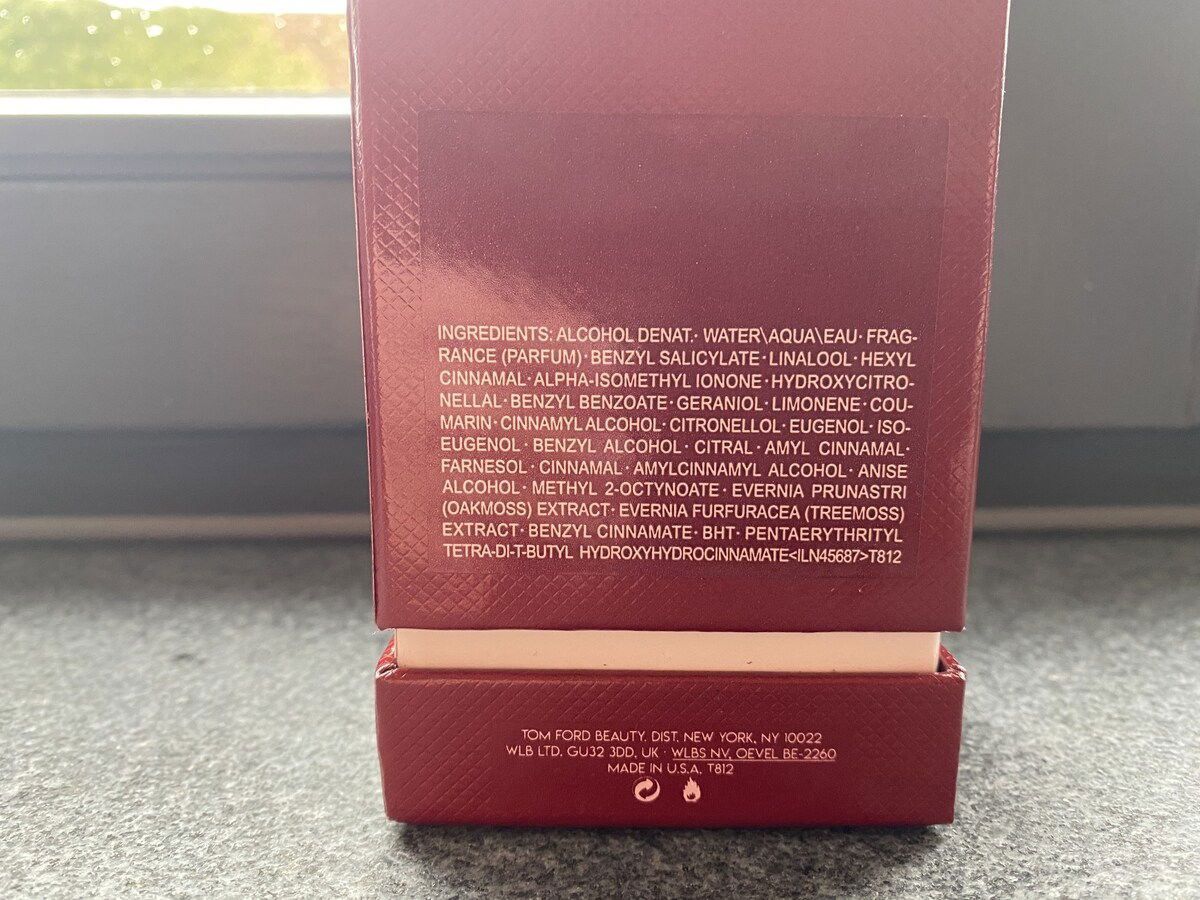 INGREDIENTS: ALCOHOL DENAT.· WATER\AQUA\EAU· FRAG-
RANCE (PARFUM)· BENZYL SALICYLATE· LINALOOL· HEXYL
CINNAMAL· ALPHA-ISOMETHYL IONONE· HYDROXYCITRO-
NELLAL· BENZYL BENZOATE· GERANIOL· LIMONENE· COU-
MARIN· CINNAMYL ALCOHOL· CITRONELLOL· EUGENOL· ISO-
EUGENOL· BENZYL ALCOHOL· CITRAL· AMYL CINNAMAL·
FARNESOL· CINNAMAL· AMYLCINNAMYL ALCOHOL· ANISE
ALCOHOL· METHYL 2-OCTYNOATE· EVERNIA PRUNASTRI
(OAKMOSS) EXTRACT· EVERNIA FURFURACEA (TREEMOSS)
EXTRACT· BENZYL CINNAMATE· BHT· PENTAERYTHRITYL
TETRA-DI-T-BUTYL HYDROXYHYDROCINNAMATE<ILN45687>T812
TOM FORD BEAUTY, DIST. NEW YORK, NY 10022
WLB LTD, GU32 3DD, UK · WLBS NV, OEVEL BE-2260
MADE IN U.S.A. T812